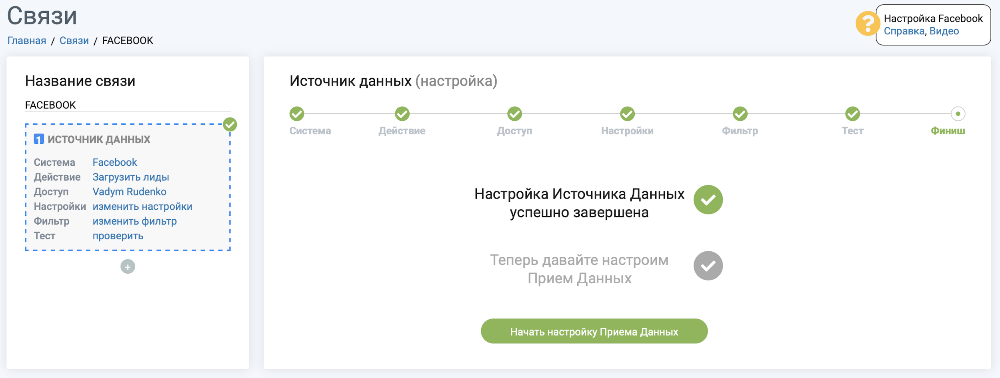 Связи
Главная / Связи / FACEBOOK
Настройка Facebook
Справка, Видео
Название связи
FACEBOOK
1 ИСТОЧНИК ДАННЫХ
Система Facebook
Действие Загрузить лиды
Доступ Vadym Rudenko
Настройки изменить настройки
Фильтр изменить фильтр
Тест проверить
+
Источник данных (настройка)
Система Действие Доступ Настройки Фильтр Тест Финиш
Настройка Источника Данных
успешно завершена
Теперь давайте настроим
Прием Данных
Начать настройку Приема Данных